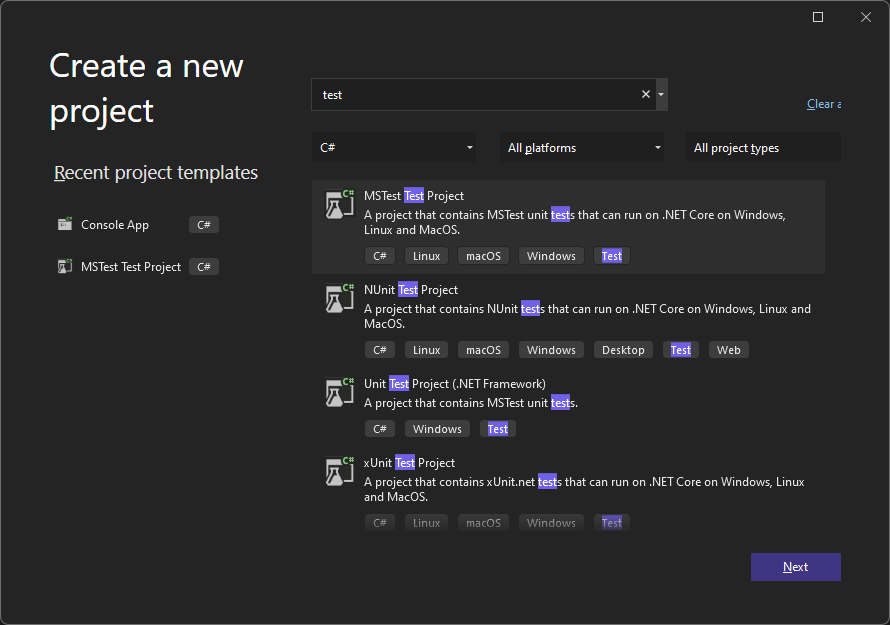 Create a new
project
Recent project templates
Console App C#
MSTest Test Project C#
test
Clear a
C# All platforms All project types
C#
MSTest Test Project
A project that contains MSTest unit tests that can run on .NET Core on Windows,
Linux and MacOS.
C# Linux macOS Windows Test
C#
NUnit Test Project
A project that contains NUnit tests that can run on .NET Core on Windows, Linux and
MacOS.
C# Linux macOS Windows Desktop Test Web
C#
Unit Test Project (.NET Framework)
A project that contains MSTest unit tests.
C# Windows Test
C#
xUnit Test Project
A project that contains xUnit.net tests that can run on .NET Core on Windows, Linux
and MacOS.
C# Linux macOS Windows Test
Next